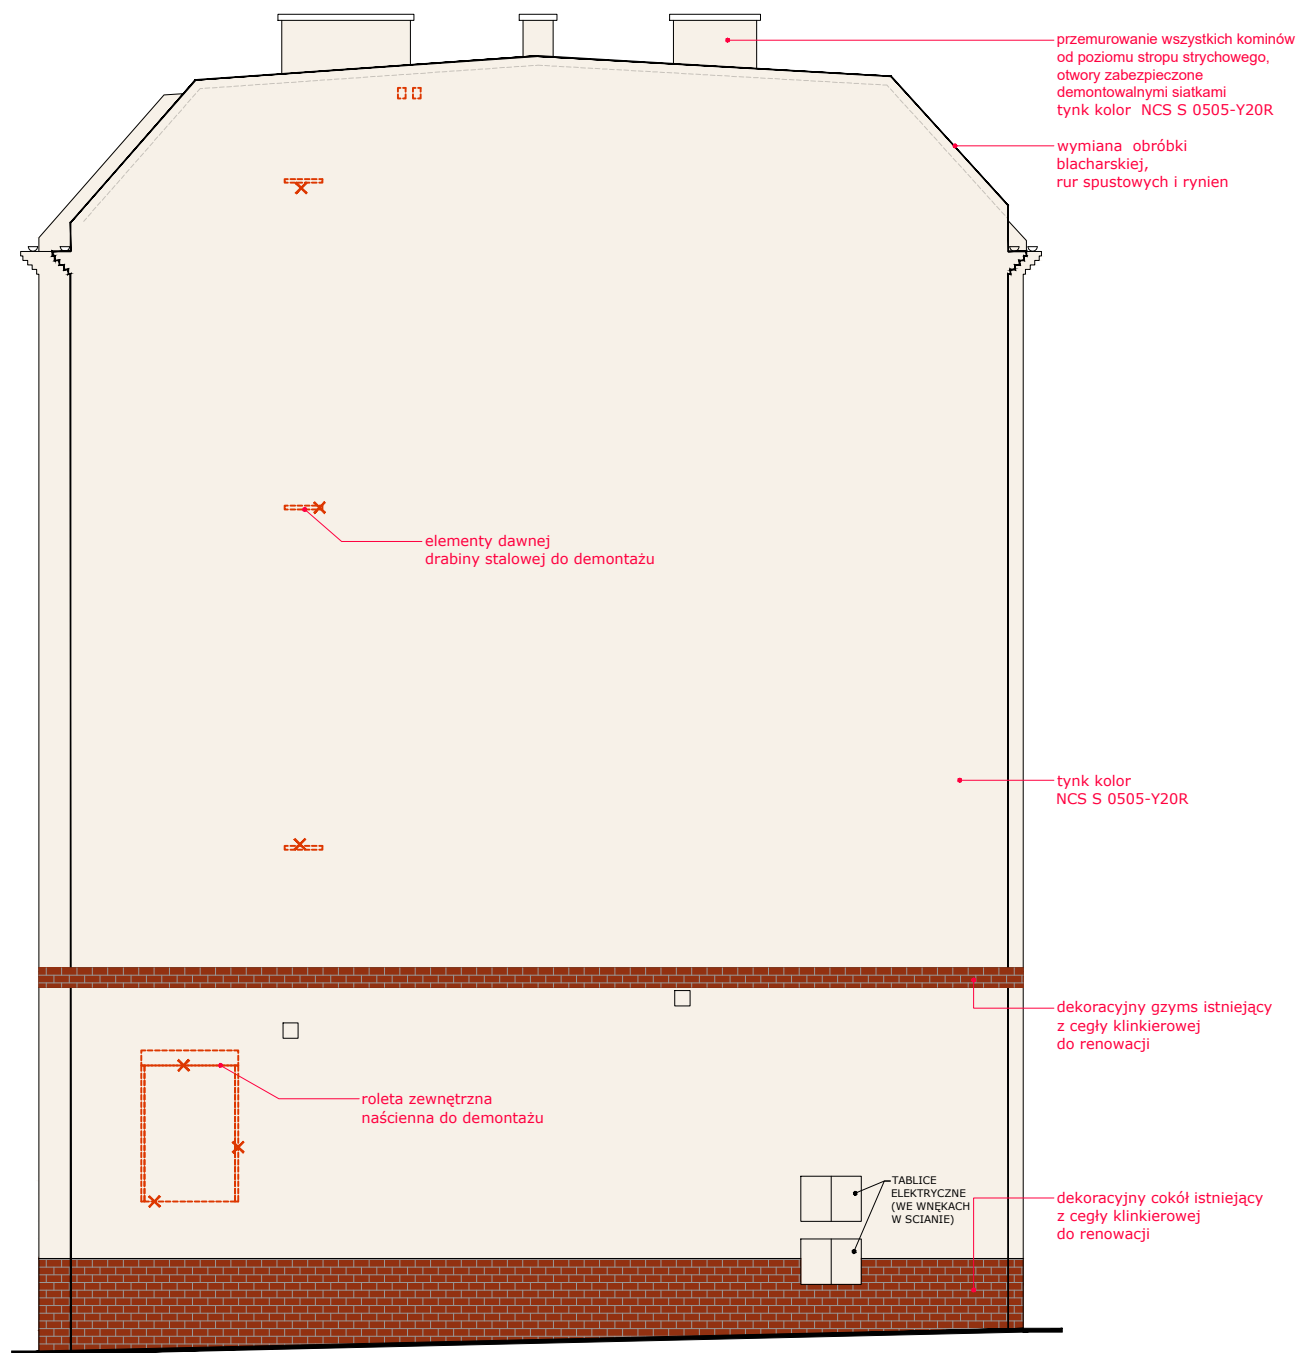 przemurowanie wszystkich kominów
od poziomu stropu strychowego,
otwory zabezpieczone
demontowalnymi siatkami
tynk kolor NCS S 0505-Y20R
wymiana obróbki
blacharskiej,
rur spustowych i rynien
elementy dawnej
drabiny stalowej do demontażu
tynk kolor
NCS S 0505-Y20R
dekoracyjny gzyms istniejący
z cegły klinkierowej
do renowacji
roleta zewnętrzna
naścienna do demontażu
TABLICE
ELEKTRYCZNE
(WE WNĘKACH
W SCIANIE)
dekoracyjny cokół istniejący
z cegły klinkierowej
do renowacji